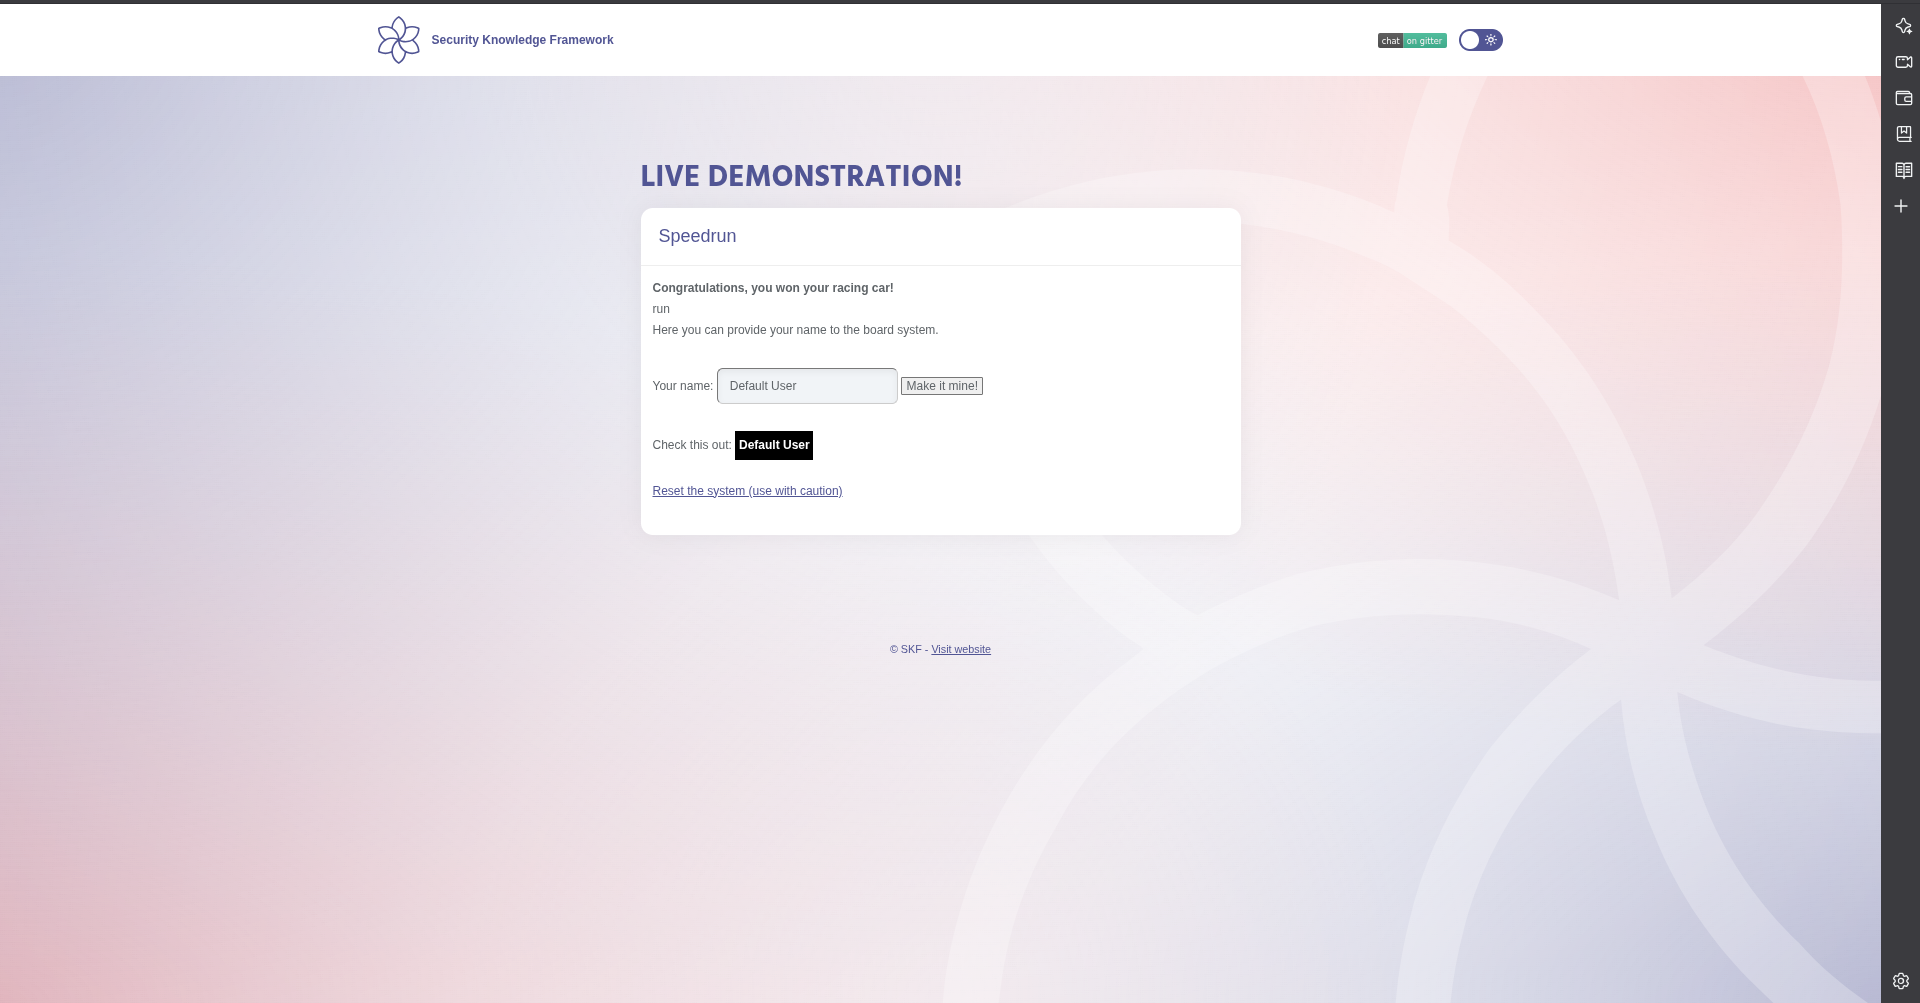 Security Knowledge Framework
chat on gitter
LIVE DEMONSTRATION!
Speedrun
Congratulations, you won your racing car!
run
Here you can provide your name to the board system.
Your name: Default User Make it mine!
Check this out: Default User
Reset the system (use with caution)
© SKF - Visit website